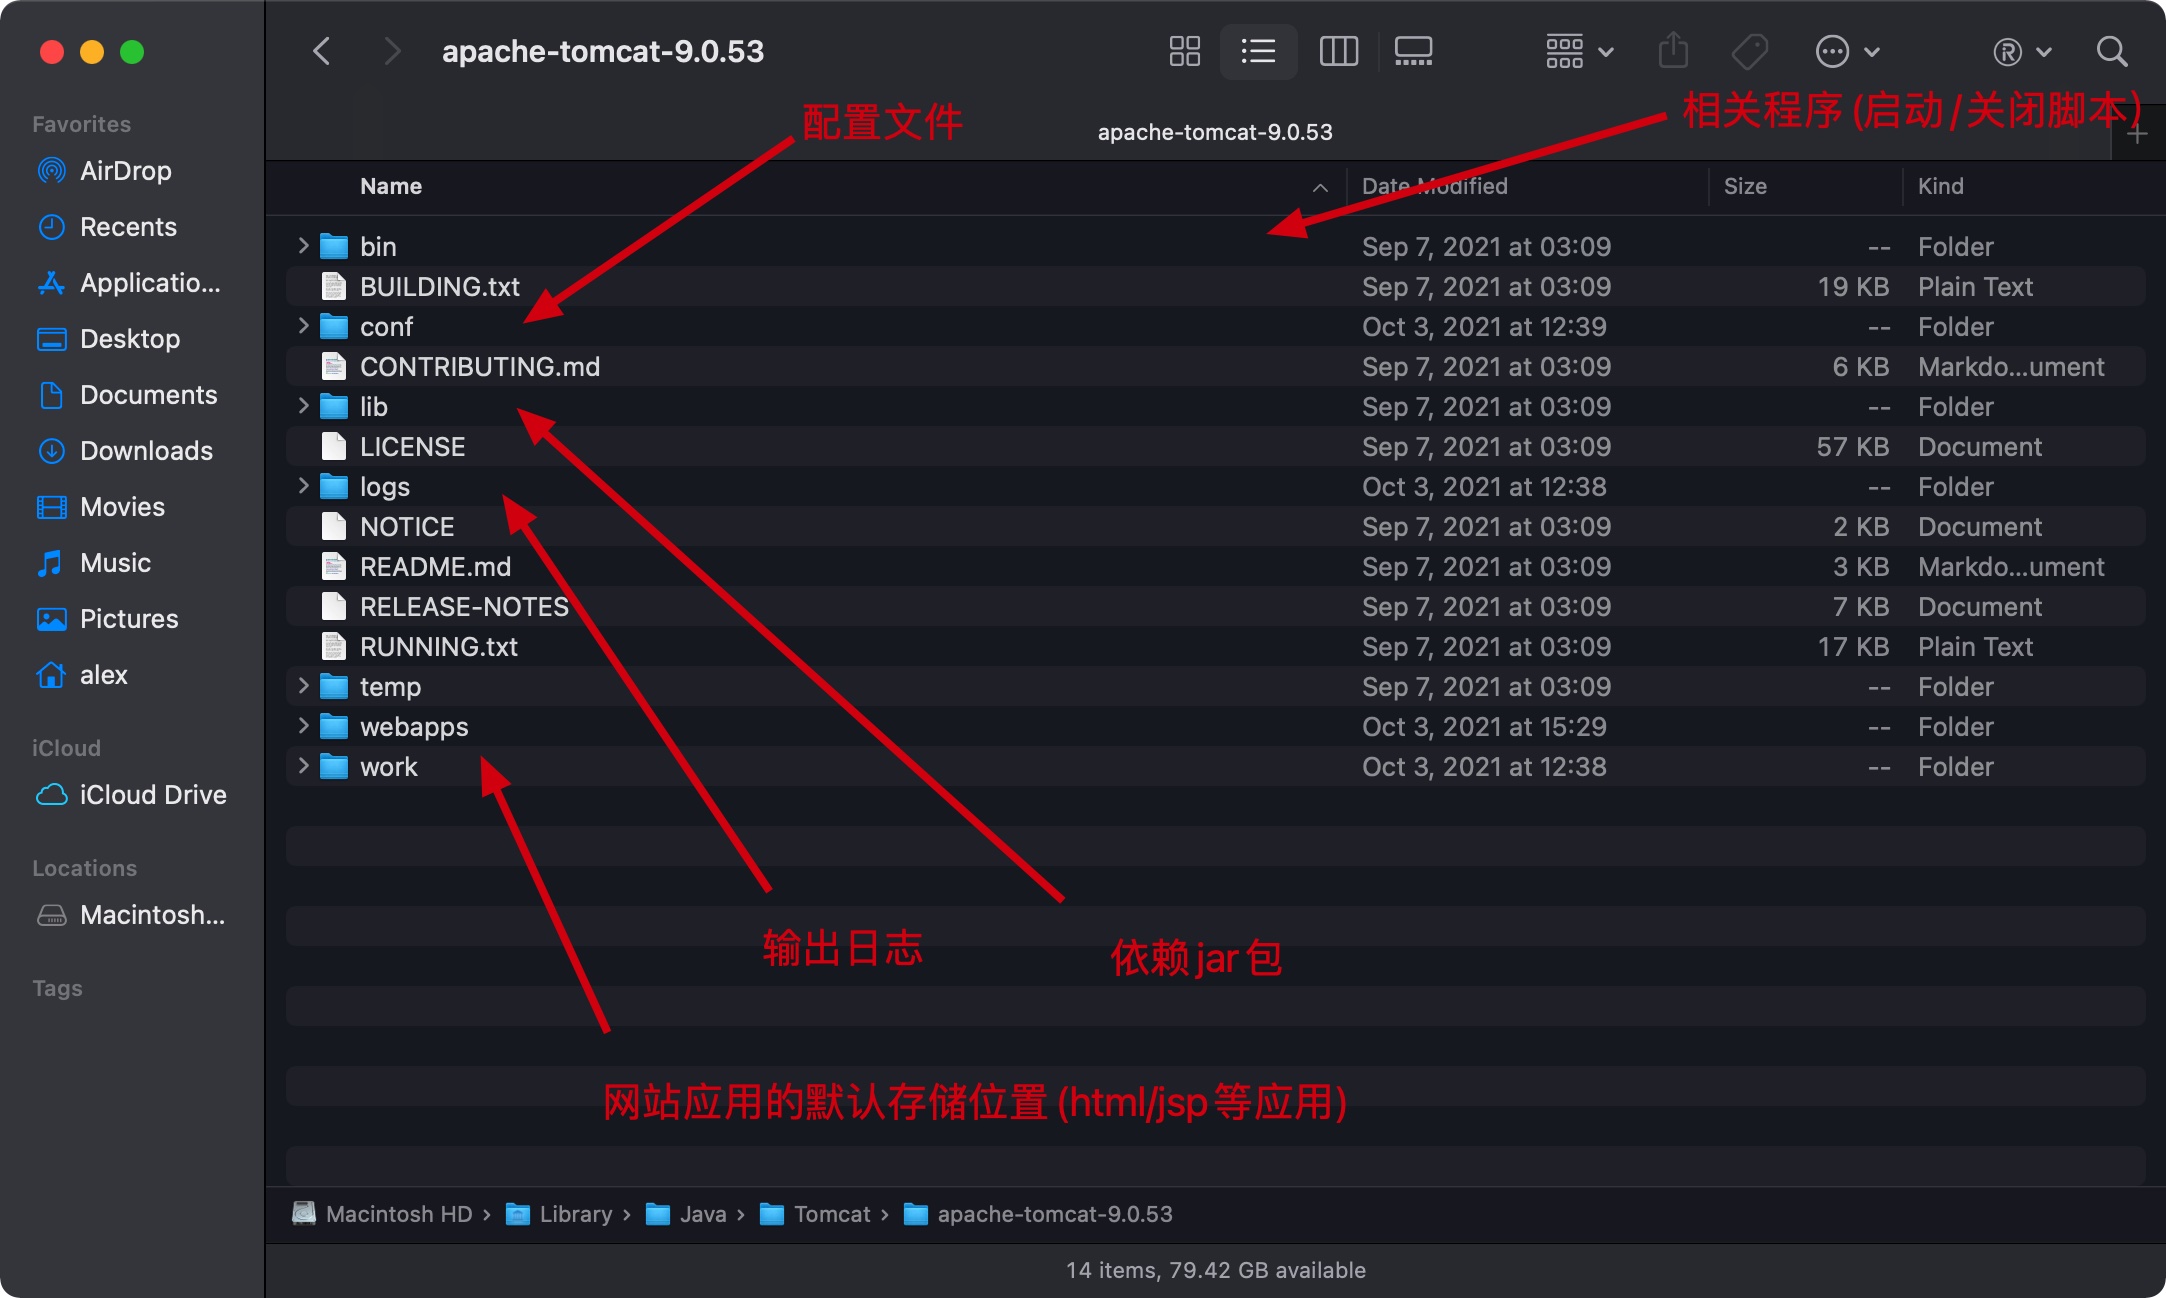 apache-tomcat-9.0.53
配置文件
相关程序(启动/关闭脚本)
apache-tomcat-9.0.53
Favorites
AirDrop
Recents
Applicatio...
Desktop
Documents
Downloads
Movies
Music
Pictures
alex
iCloud
iCloud Drive
Locations
Macintosh...
Tags
Name Date Modified Size Kind
bin Sep 7, 2021 at 03:09 -- Folder
BUILDING.txt Sep 7, 2021 at 03:09 19 KB Plain Text
conf Oct 3, 2021 at 12:39 -- Folder
CONTRIBUTING.md Sep 7, 2021 at 03:09 6 KB Markdo...ument
lib Sep 7, 2021 at 03:09 -- Folder
LICENSE Sep 7, 2021 at 03:09 57 KB Document
logs Oct 3, 2021 at 12:38 -- Folder
NOTICE Sep 7, 2021 at 03:09 2 KB Document
README.md Sep 7, 2021 at 03:09 3 KB Markdo...ument
RELEASE-NOTES Sep 7, 2021 at 03:09 7 KB Document
RUNNING.txt Sep 7, 2021 at 03:09 17 KB Plain Text
temp Sep 7, 2021 at 03:09 -- Folder
webapps Oct 3, 2021 at 15:29 -- Folder
work Oct 3, 2021 at 12:38 -- Folder
输出日志
依赖jar包
网站应用的默认存储位置(html/jsp等应用)
Macintosh HD › Library › Java › Tomcat › apache-tomcat-9.0.53
14 items, 79.42 GB available